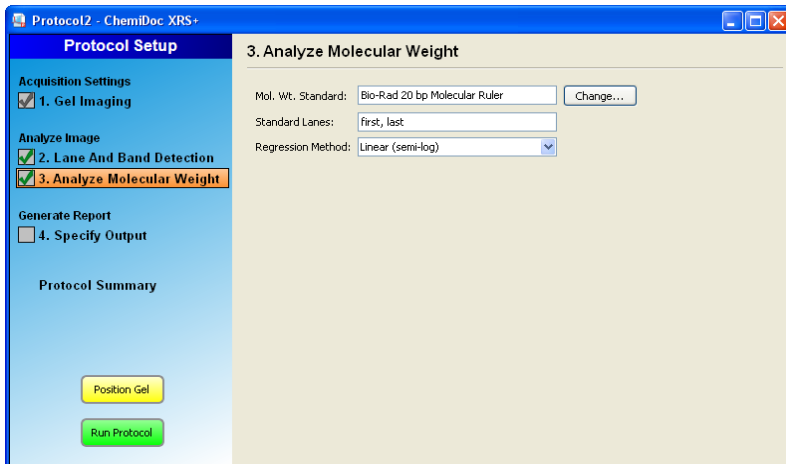 Protocol2 - ChemiDoc XRS+
Protocol Setup
Acquisition Settings
1. Gel Imaging
Analyze Image
2. Lane And Band Detection
3. Analyze Molecular Weight
Generate Report
4. Specify Output
Protocol Summary
Position Gel
Run Protocol
3. Analyze Molecular Weight
Mol. Wt. Standard: Bio-Rad 20 bp Molecular Ruler Change...
Standard Lanes: first, last
Regression Method: Linear (semi-log)